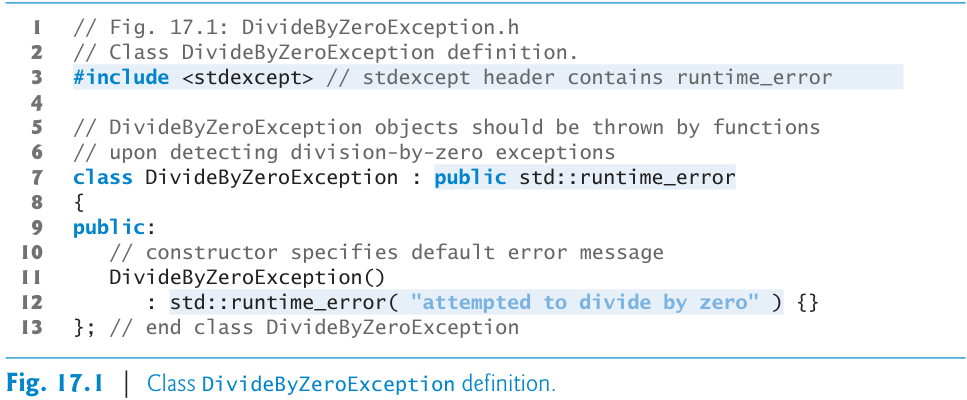 1 // Fig. 17.1: DivideByZeroException.h
2 // Class DivideByZeroException definition.
3 #include <stdexcept> // stdexcept header contains runtime_error
4
5 // DivideByZeroException objects should be thrown by functions
6 // upon detecting division-by-zero exceptions
7 class DivideByZeroException : public std::runtime_error
8 {
9 public:
10    // constructor specifies default error message
11    DivideByZeroException()
12       : std::runtime_error( "attempted to divide by zero" ) {}
13 }; // end class DivideByZeroException
Fig. 17.1 | Class DivideByZeroException definition.